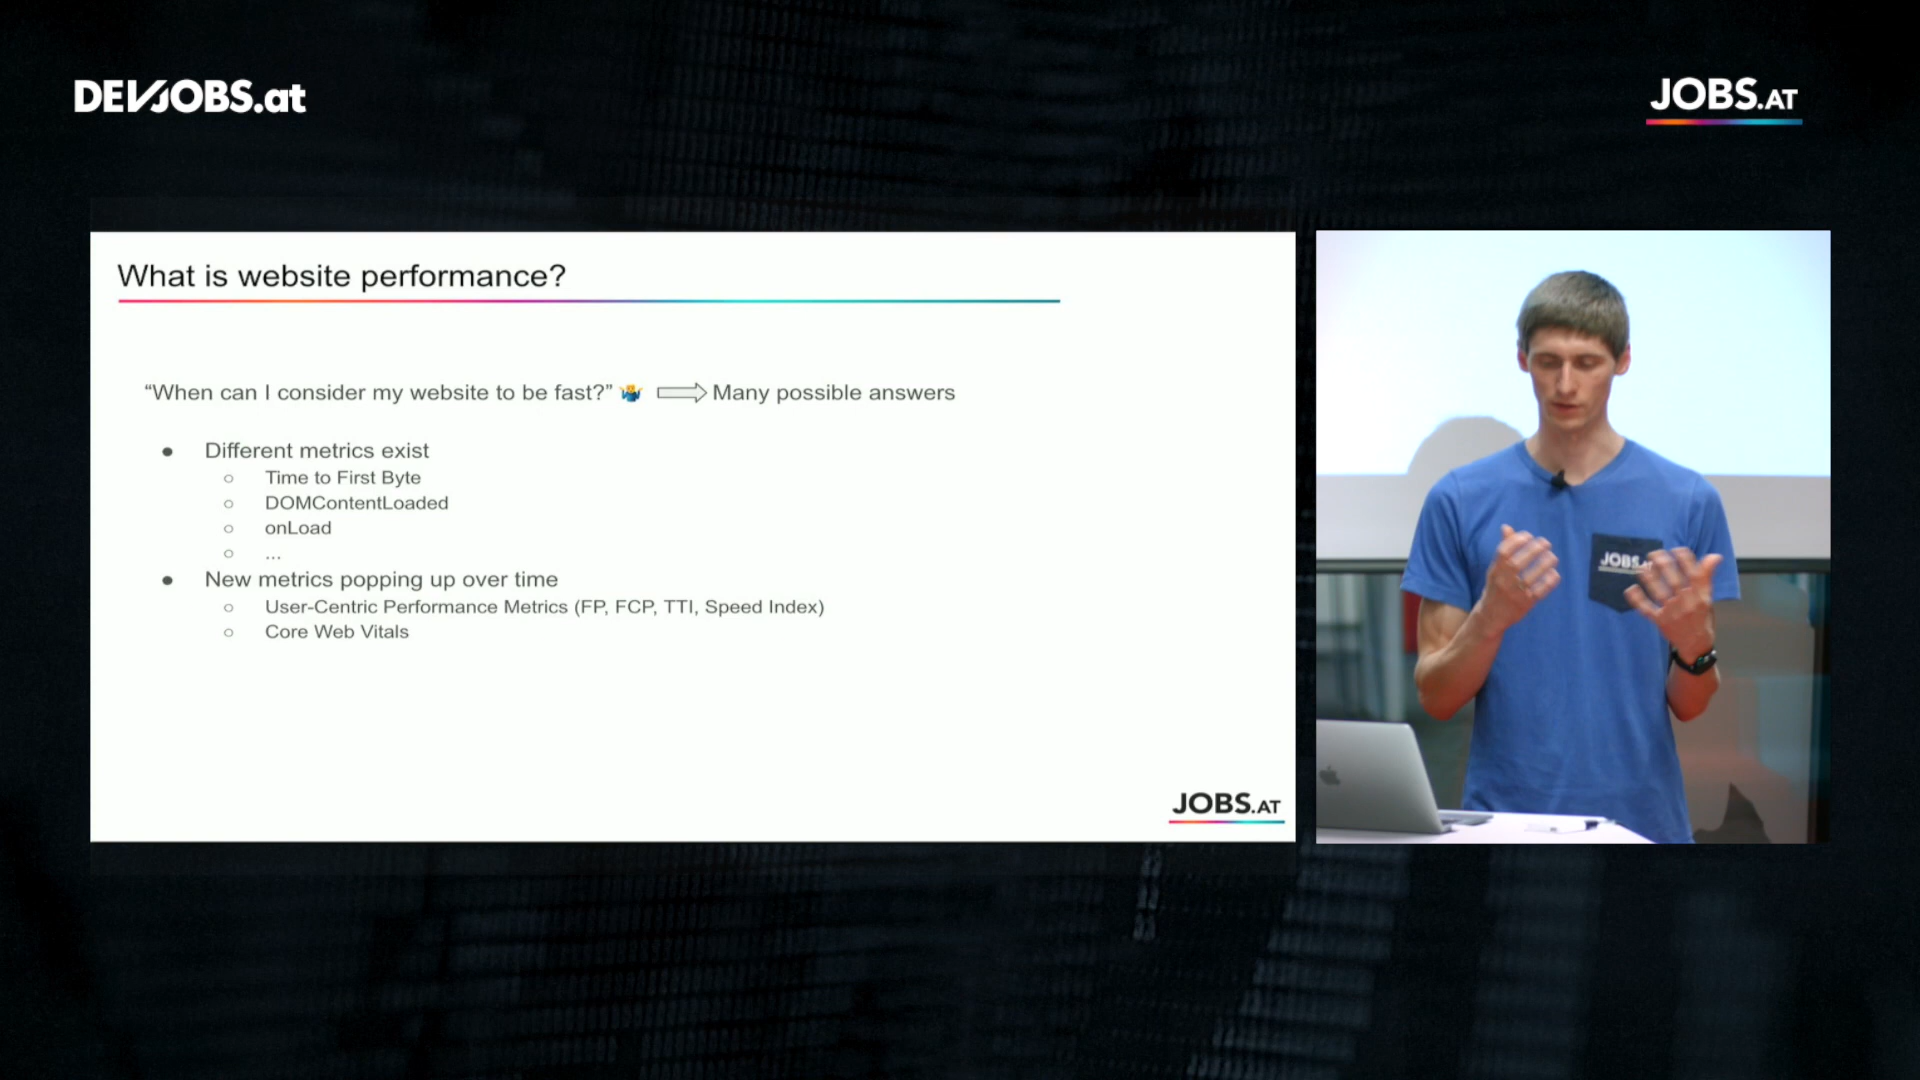 DEVJOBS.at
JOBS.AT
What is website performance?
“When can I consider my website to be fast?” 🤷 ⇨ Many possible answers
● Different metrics exist
○ Time to First Byte
○ DOMContentLoaded
○ onLoad
○ ...
● New metrics popping up over time
○ User-Centric Performance Metrics (FP, FCP, TTI, Speed Index)
○ Core Web Vitals
JOBS.AT
JOBS